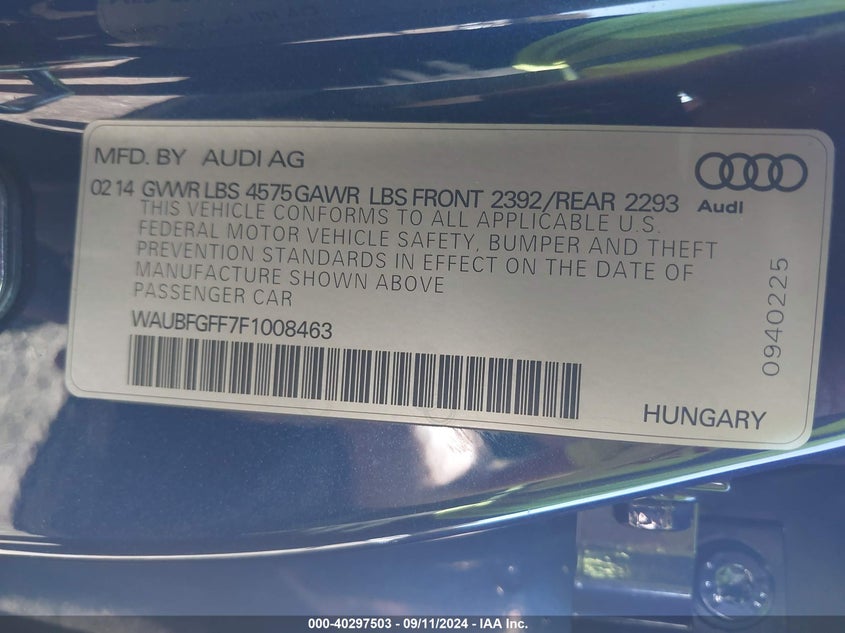 MFD. BY AUDI AG
02 14 GVWR LBS 4575 GAWR LBS FRONT 2392/REAR 2293
THIS VEHICLE CONFORMS TO ALL APPLICABLE U.S.
FEDERAL MOTOR VEHICLE SAFETY, BUMPER AND THEFT
PREVENTION STANDARDS IN EFFECT ON THE DATE OF
MANUFACTURE SHOWN ABOVE
PASSENGER CAR
WAUBFGFF7F1008463
Audi
0940225
HUNGARY
000-40297503 - 09/11/2024 - IAA Inc.